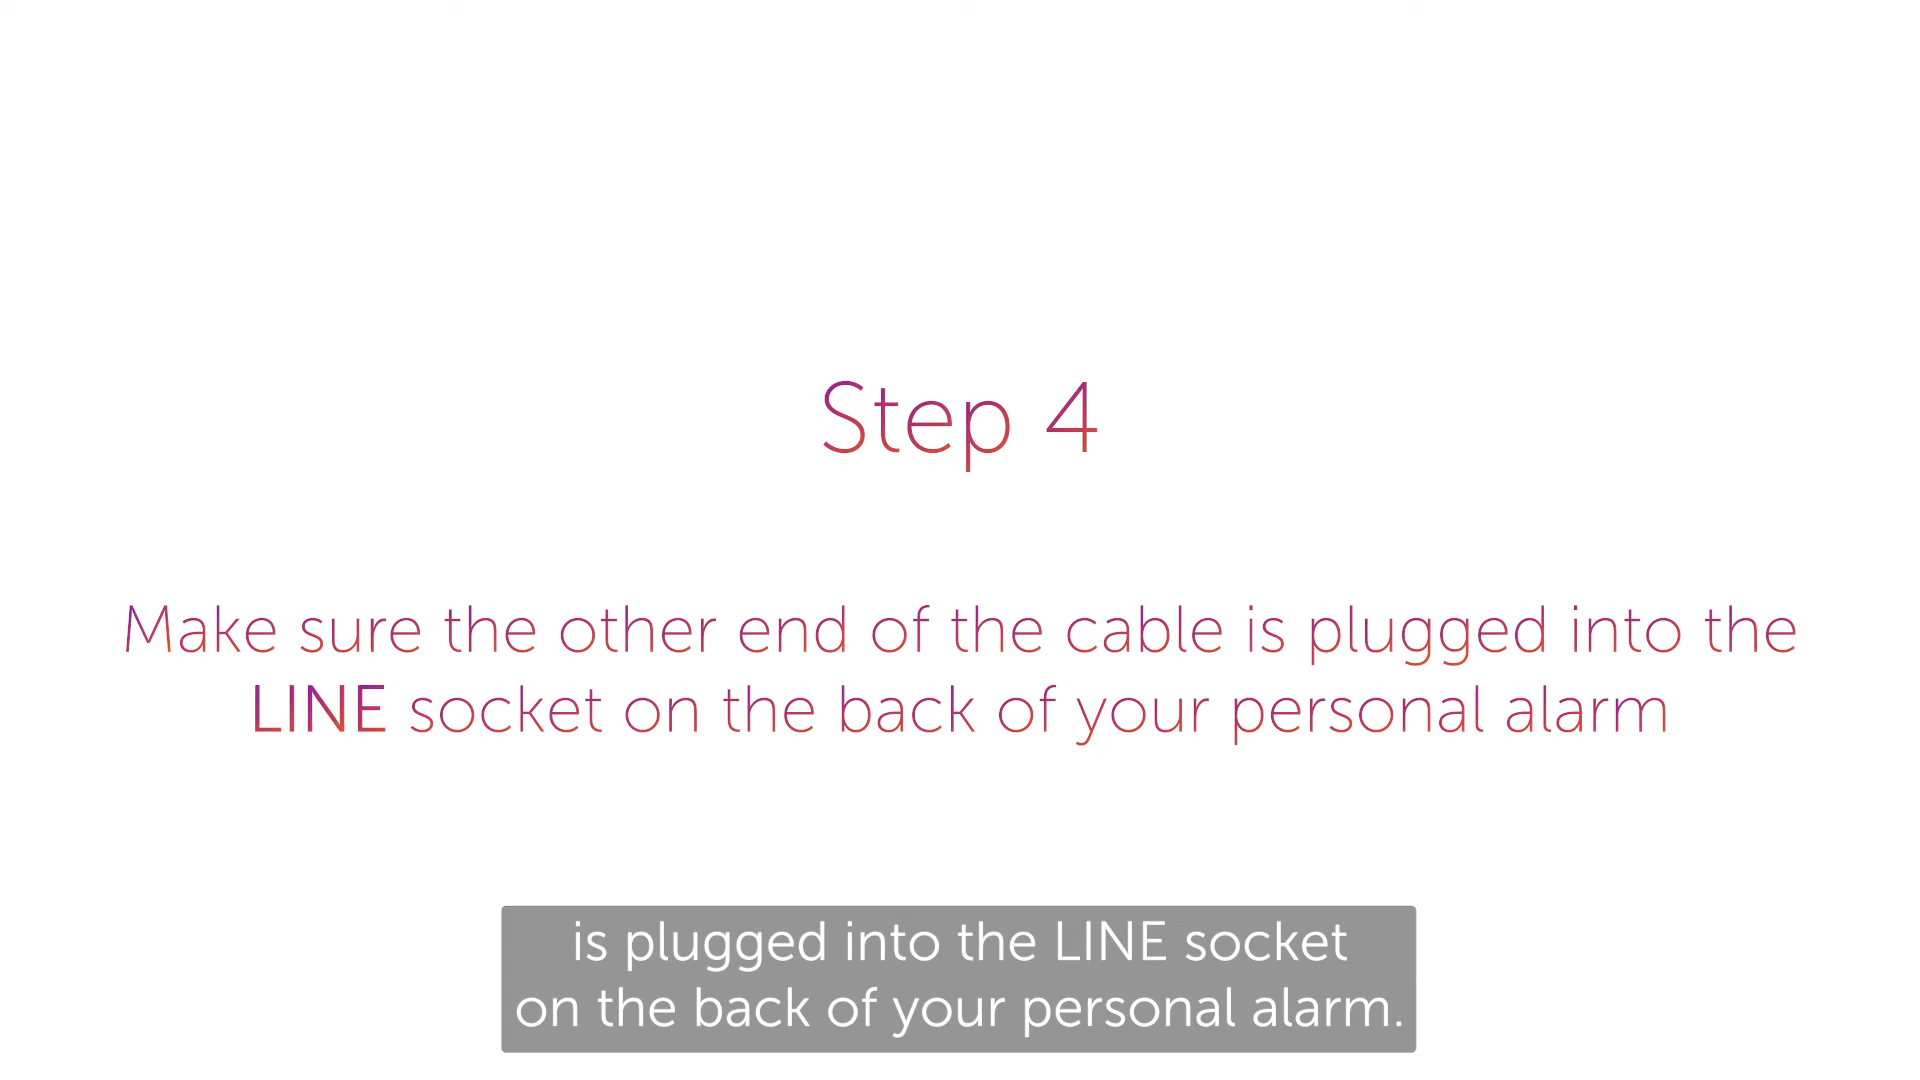 Step 4
Make sure the other end of the cable is plugged into the
LINE socket on the back of your personal alarm
is plugged into the LINE socket
on the back of your personal alarm.